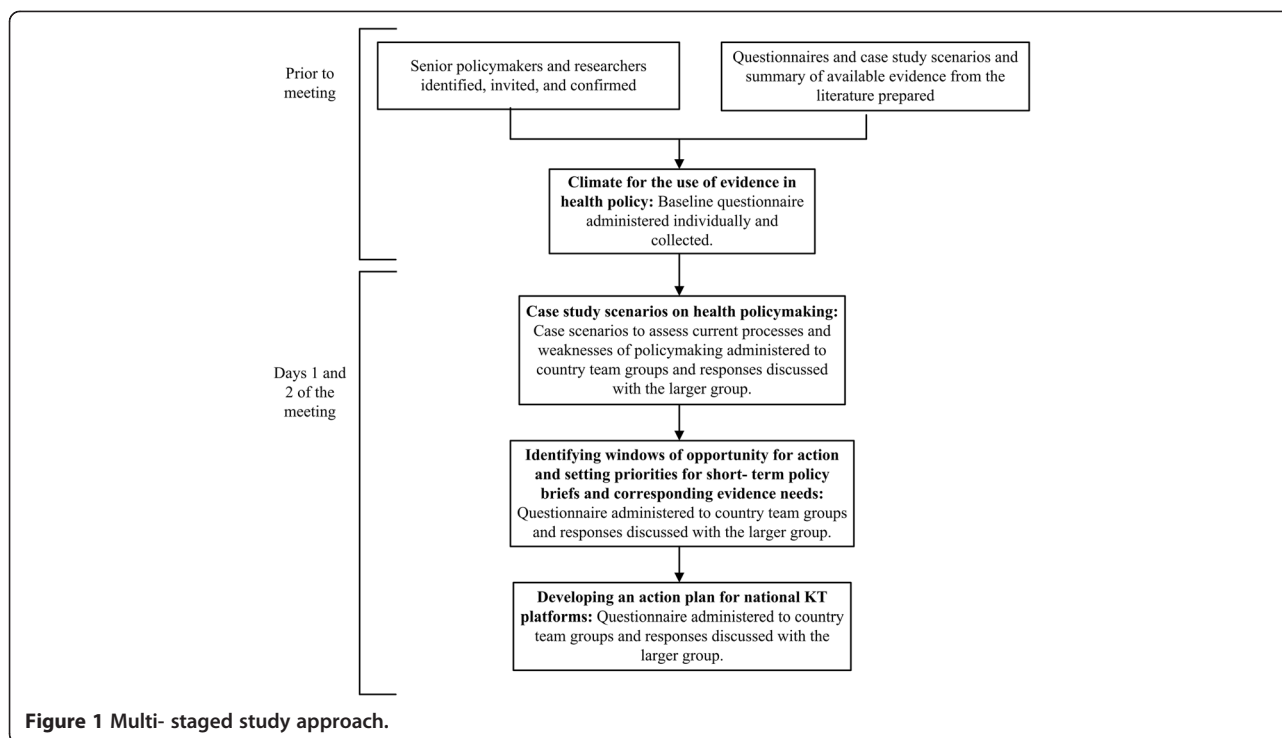 Prior to
meeting
Senior policymakers and researchers
identified, invited, and confirmed
Questionnaires and case study scenarios and
summary of available evidence from the
literature prepared
Climate for the use of evidence in
health policy: Baseline questionnaire
administered individually and
collected.
Days 1 and
2 of the
meeting
Case study scenarios on health policymaking:
Case scenarios to assess current processes and
weaknesses of policymaking administered to
country team groups and responses discussed
with the larger group.
Identifying windows of opportunity for action
and setting priorities for short- term policy
briefs and corresponding evidence needs:
Questionnaire administered to country team groups
and responses discussed with the larger group.
Developing an action plan for national KT
platforms: Questionnaire administered to country
team groups and responses discussed with the
larger group.
Figure 1 Multi- staged study approach.